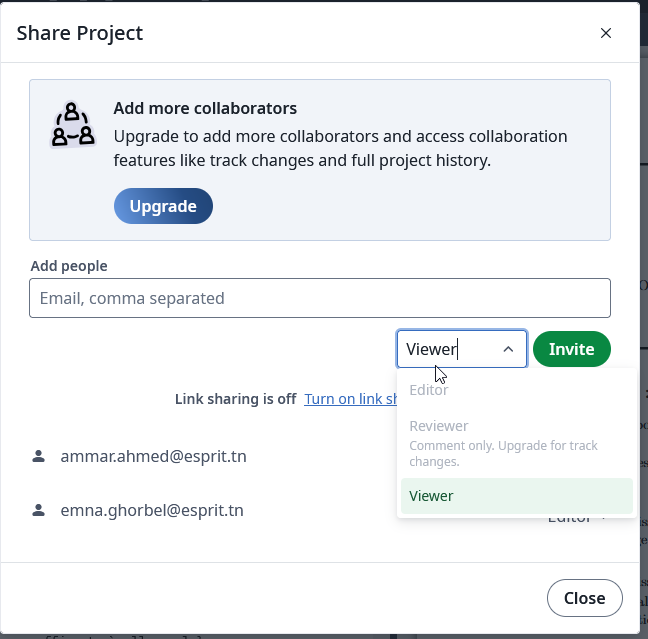 Share Project
Add more collaborators
Upgrade to add more collaborators and access collaboration
features like track changes and full project history.
Upgrade
Add people
Email, comma separated
Viewer
Invite
Link sharing is off Turn on link sh
Editor
Reviewer
Comment only. Upgrade for track
changes.
Viewer
ammar.ahmed@esprit.tn
emna.ghorbel@esprit.tn
Editor
Close